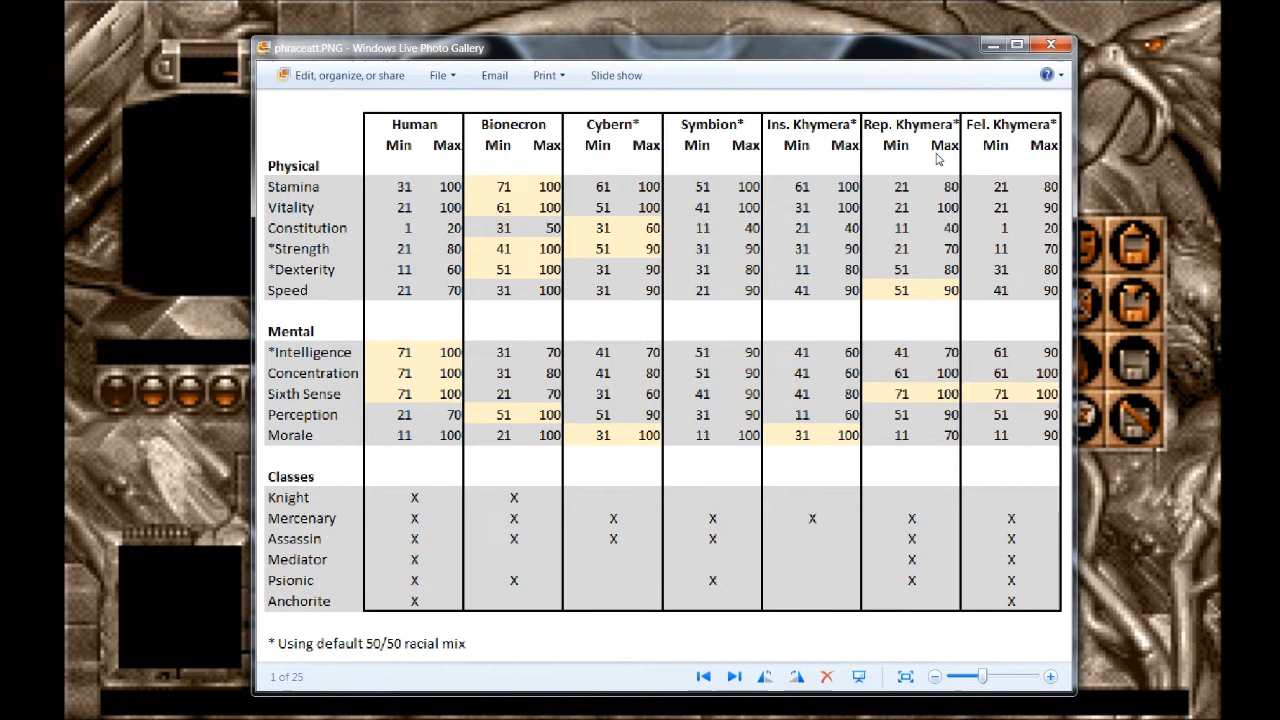 phraceatt.PNG - Windows Live Photo Gallery
Edit, organize, or share File Email Print Slide show
Human Bionecron Cybern* Symbion* Ins. Khymera* Rep. Khymera* Fel. Khymera*
Min Max Min Max Min Max Min Max Min Max Min Max Min Max
Physical
Stamina 31 100 71 100 61 100 51 100 61 100 21 80 21 80
Vitality 21 100 61 100 51 100 41 100 31 100 21 100 21 90
Constitution 1 20 31 50 31 60 11 40 21 40 11 40 1 20
*Strength 21 80 41 100 51 90 31 90 31 90 21 70 11 70
*Dexterity 11 60 51 100 31 90 31 80 11 80 51 80 31 80
Speed 21 70 31 100 31 90 21 90 41 90 51 90 41 90
Mental
*Intelligence 71 100 31 70 41 70 51 90 41 60 41 70 61 90
Concentration 71 100 31 80 41 80 51 90 41 60 61 100 61 100
Sixth Sense 71 100 21 70 31 60 41 90 41 80 71 100 71 100
Perception 21 70 51 100 51 90 31 90 11 60 51 90 51 90
Morale 11 100 21 100 31 100 11 100 31 100 11 70 11 90
Classes
Knight X X
Mercenary X X X X X X X
Assassin X X X X X X
Mediator X X X
Psionic X X X X X
Anchorite X X
* Using default 50/50 racial mix
1 of 25